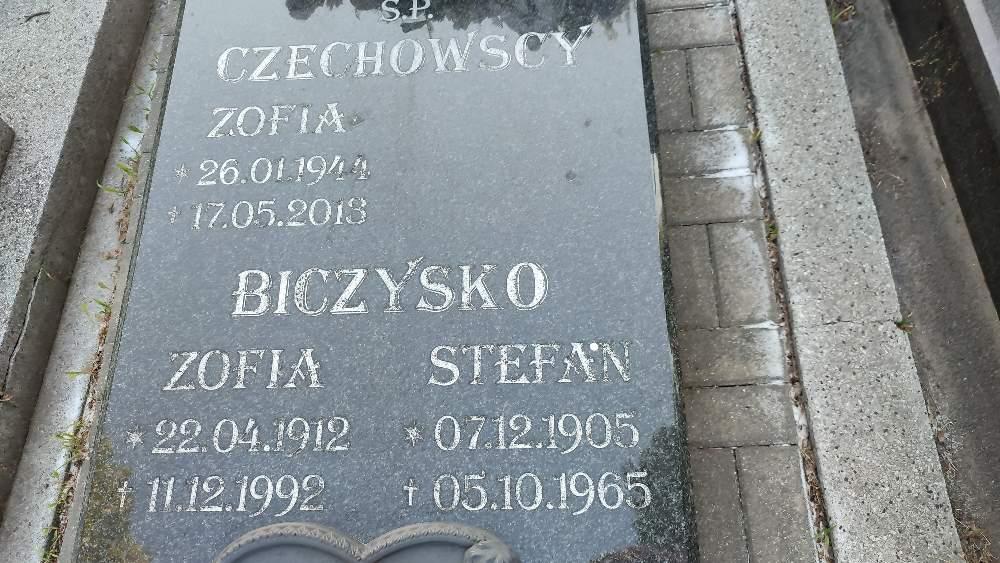 Ś.P.
CZECHOWSCY
ZOFIA
* 26.01.1944
† 17.05.2013
BICZYSKO
ZOFIA STEFAN
* 22.04.1912 * 07.12.1905
† 11.12.1992 † 05.10.1965